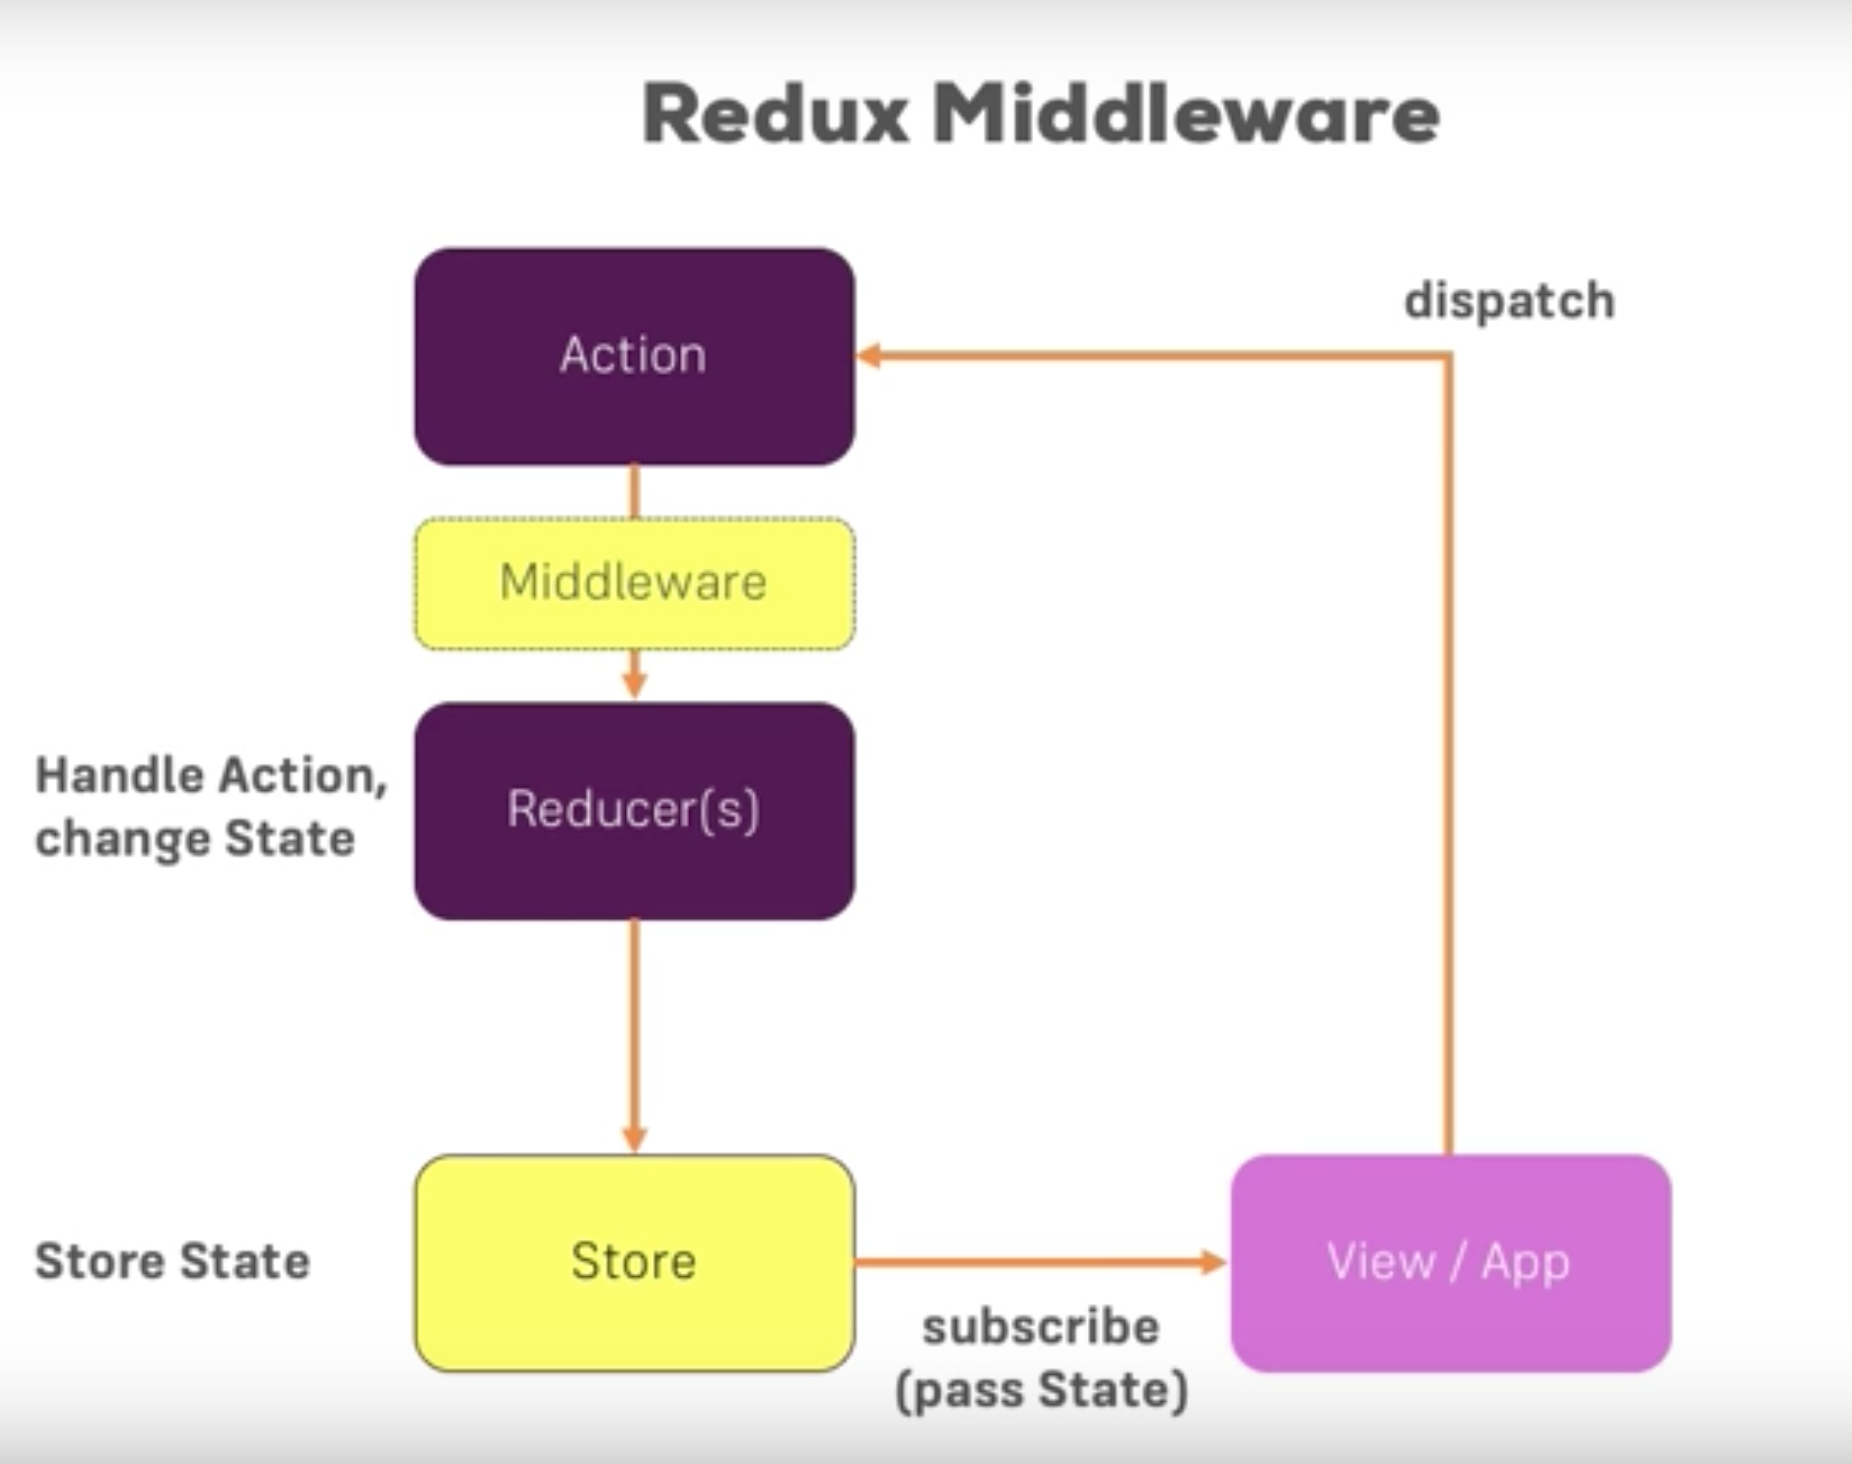 Redux Middleware
dispatch
Action
Middleware
Handle Action,
change State
Reducer(s)
Store State
Store
subscribe
(pass State)
View / App